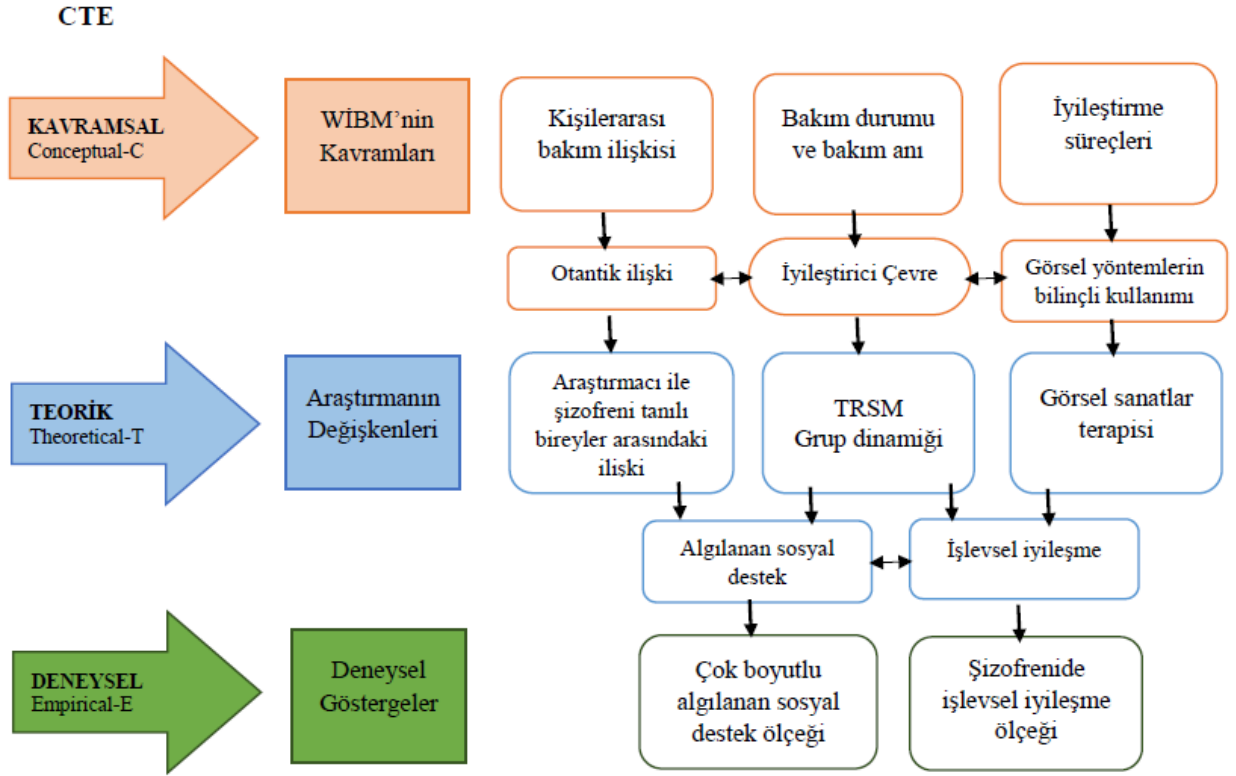 CTE
KAVRAMSAL
Conceptual-C
WİBM’nin
Kavramları
Kişilerarası
bakım ilişkisi
Bakım durumu
ve bakım anı
İyileştirme
süreçleri
Otantik ilişki
İyileştirici Çevre
Görsel yöntemlerin
bilinçli kullanımı
TEORİK
Theoretical-T
Araştırmanın
Değişkenleri
Araştırmacı ile
şizofreni tanılı
bireyler arasındaki
ilişki
TRSM
Grup dinamiği
Görsel sanatlar
terapisi
Algılanan sosyal
destek
İşlevsel iyileşme
DENEYSEL
Empirical-E
Deneysel
Göstergeler
Çok boyutlu
algılanan sosyal
destek ölçeği
Şizofrenide
işlevsel iyileşme
ölçeği